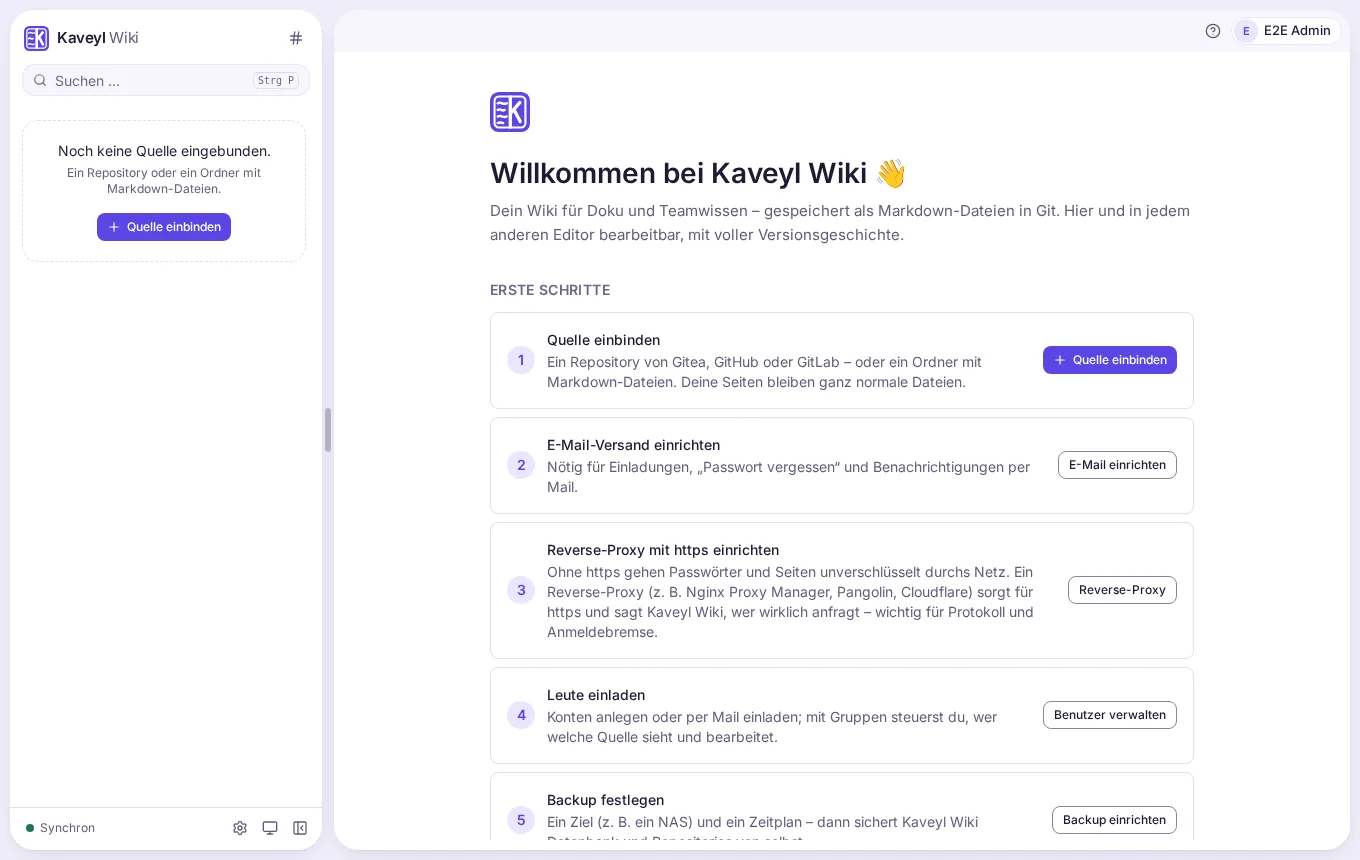 Kaveyl Wiki
Suchen ...
Strg P
Noch keine Quelle eingebunden.
Ein Repository oder ein Ordner mit
Markdown-Dateien.
Quelle einbinden
Synchron
E
E2E Admin
K
Willkommen bei Kaveyl Wiki 👋
Dein Wiki für Doku und Teamwissen – gespeichert als Markdown-Dateien in Git. Hier und in jedem
anderen Editor bearbeitbar, mit voller Versionsgeschichte.
ERSTE SCHRITTE
1
Quelle einbinden
Ein Repository von Gitea, GitHub oder GitLab – oder ein Ordner mit
Markdown-Dateien. Deine Seiten bleiben ganz normale Dateien.
Quelle einbinden
2
E-Mail-Versand einrichten
Nötig für Einladungen, „Passwort vergessen“ und Benachrichtigungen per
Mail.
E-Mail einrichten
3
Reverse-Proxy mit https einrichten
Ohne https gehen Passwörter und Seiten unverschlüsselt durchs Netz. Ein
Reverse-Proxy (z. B. Nginx Proxy Manager, Pangolin, Cloudflare) sorgt für
https und sagt Kaveyl Wiki, wer wirklich anfragt – wichtig für Protokoll und
Anmeldebremse.
Reverse-Proxy
4
Leute einladen
Konten anlegen oder per Mail einladen; mit Gruppen steuerst du, wer
welche Quelle sieht und bearbeitet.
Benutzer verwalten
5
Backup festlegen
Ein Ziel (z. B. ein NAS) und ein Zeitplan – dann sichert Kaveyl Wiki
Backup einrichten